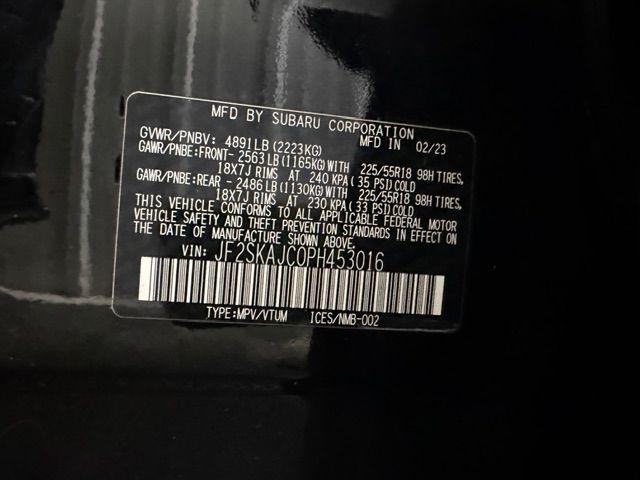 MFD BY SUBARU CORPORATION
GVWR/PNBV: 4891LB(2223KG) MFD IN 02/23
GAWR/PNBE:FRONT- 2563LB(1165KG)WITH 225/55R18 98H TIRES,
18X7J RIMS AT 240 KPA(35 PSI)COLD
GAWR/PNBE:REAR - 2486LB(1130KG)WITH 225/55R18 98H TIRES,
18X7J RIMS AT 230 KPA(33 PSI)COLD
THIS VEHICLE CONFORMS TO ALL APPLICABLE FEDERAL MOTOR
VEHICLE SAFETY AND THEFT PREVENTION STANDARDS IN EFFECT ON
THE DATE OF MANUFACTURE SHOWN ABOVE.
VIN: JF2SKAJC0PH453016
TYPE:MPV/VTUM ICES/NMB-002